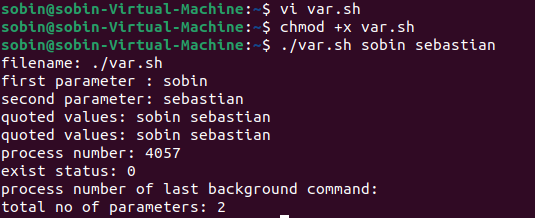 sobin@sobin-Virtual-Machine:~$ vi var.sh
sobin@sobin-Virtual-Machine:~$ chmod +x var.sh
sobin@sobin-Virtual-Machine:~$ ./var.sh sobin sebastian
filename: ./var.sh
first parameter : sobin
second parameter: sebastian
quoted values: sobin sebastian
quoted values: sobin sebastian
process number: 4057
exist status: 0
process number of last background command:
total no of parameters: 2